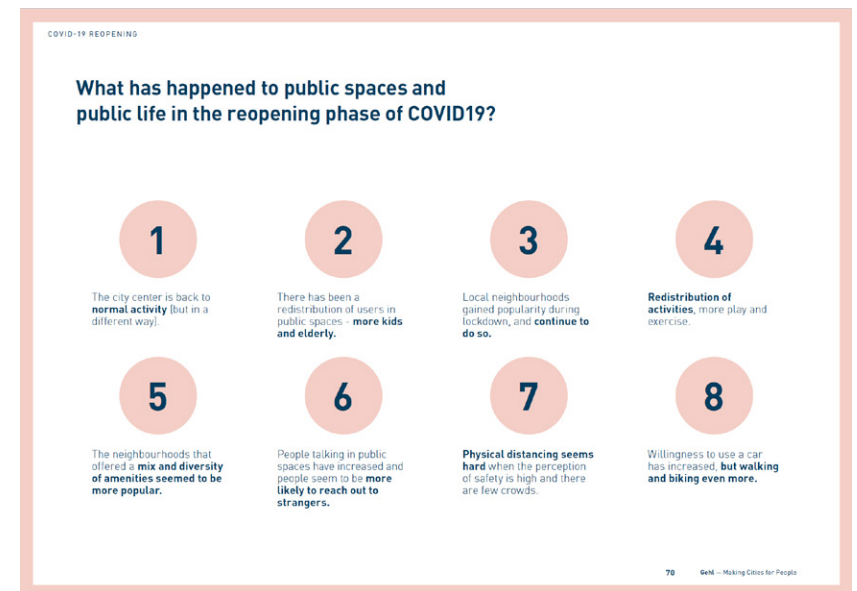 COVID-19 REOPENING
What has happened to public spaces and
public life in the reopening phase of COVID19?
1
The city center is back to
normal activity (but in a
different way).
2
There has been a
redistribution of users in
public spaces - more kids
and elderly.
3
Local neighbourhoods
gained popularity during
lockdown, and continue to
do so.
4
Redistribution of
activities, more play and
exercise.
5
The neighbourhoods that
offered a mix and diversity
of amenities seemed to be
more popular.
6
People talking in public
spaces have increased and
people seem to be more
likely to reach out to
strangers.
7
Physical distancing seems
hard when the perception
of safety is high and there
are few crowds.
8
Willingness to use a car
has increased, but walking
and biking even more.
70 Gehl — Making Cities for People